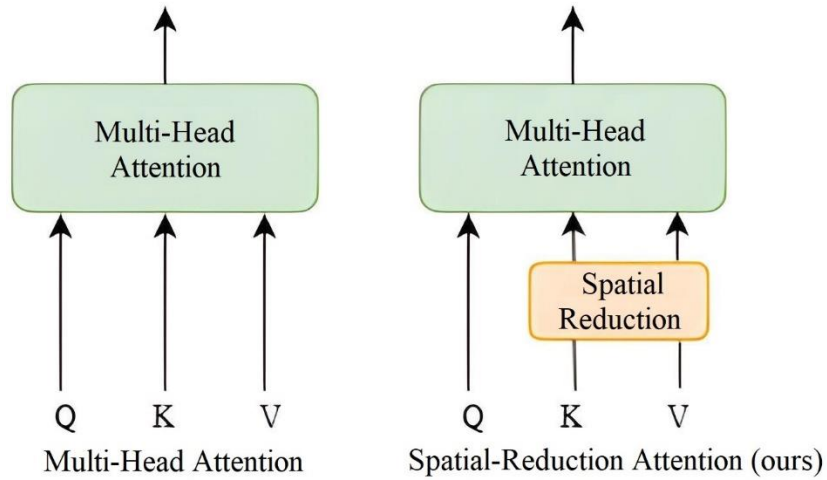 Multi-Head
Attention
Q K V
Multi-Head Attention
Multi-Head
Attention
Spatial
Reduction
Q K V
Spatial-Reduction Attention (ours)